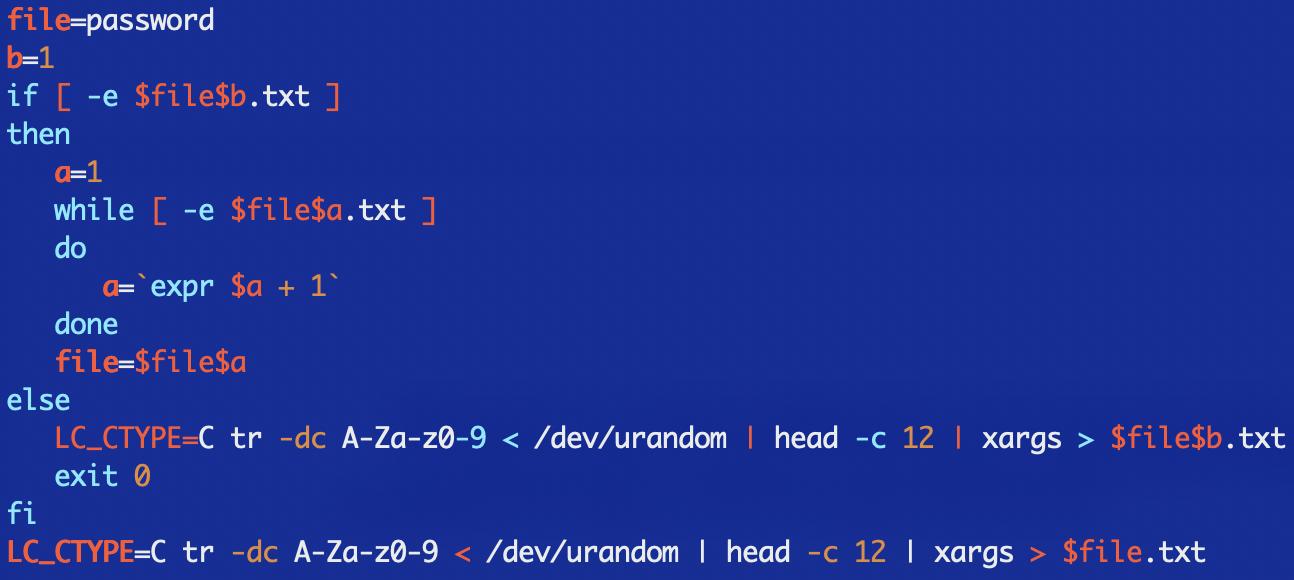 file=password
b=1
if [ -e $file$b.txt ]
then
   a=1
   while [ -e $file$a.txt ]
   do
      a=`expr $a + 1`
   done
   file=$file$a
else
   LC_CTYPE=C tr -dc A-Za-z0-9 < /dev/urandom | head -c 12 | xargs > $file$b.txt
   exit 0
fi
LC_CTYPE=C tr -dc A-Za-z0-9 < /dev/urandom | head -c 12 | xargs > $file.txt